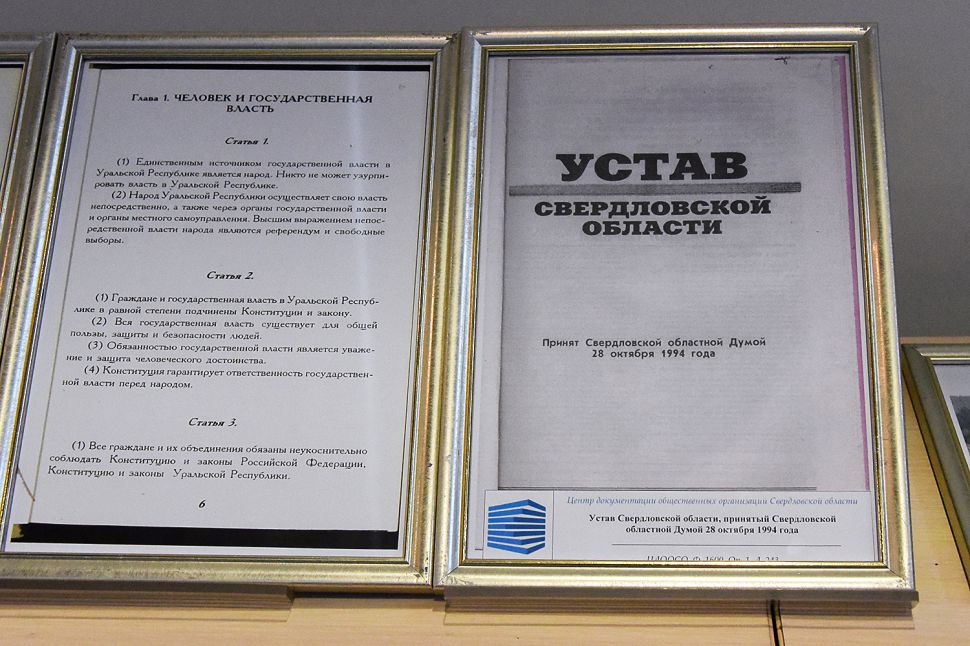 Глава 1. ЧЕЛОВЕК И ГОСУДАРСТВЕННАЯ
ВЛАСТЬ
Статья 1.
(1) Единственным источником государственной власти в
Уральской Республике является народ. Никто не может узурпи-
ровать власть в Уральской Республике.
(2) Народ Уральской Республики осуществляет свою власть
непосредственно, а также через органы государственной власти
и органы местного самоуправления. Высшим выражением непос-
редственной власти народа являются референдум и свободные
выборы.
Статья 2.
(1) Граждане и государственная власть в Уральской Респуб-
лике в равной степени подчинены Конституции и закону.
(2) Вся государственная власть существует для общей
пользы, защиты и безопасности людей.
(3) Обязанностью государственной власти является уваже-
ние и защита человеческого достоинства.
(4) Конституция гарантирует ответственность государствен-
ной власти перед народом.
Статья 3.
(1) Все граждане и их объединения обязаны неукоснительно
соблюдать Конституцию и законы Российской Федерации,
Конституцию и законы Уральской Республики.
6
УСТАВ
СВЕРДЛОВСКОЙ
ОБЛАСТИ
Принят Свердловской областной Думой
28 октября 1994 года
Центр документации общественных организаций Свердловской области
Устав Свердловской области, принятый Свердловской
областной Думой 28 октября 1994 года
ЦДООСО. Ф. 1600. Оп. 1. Д. 243